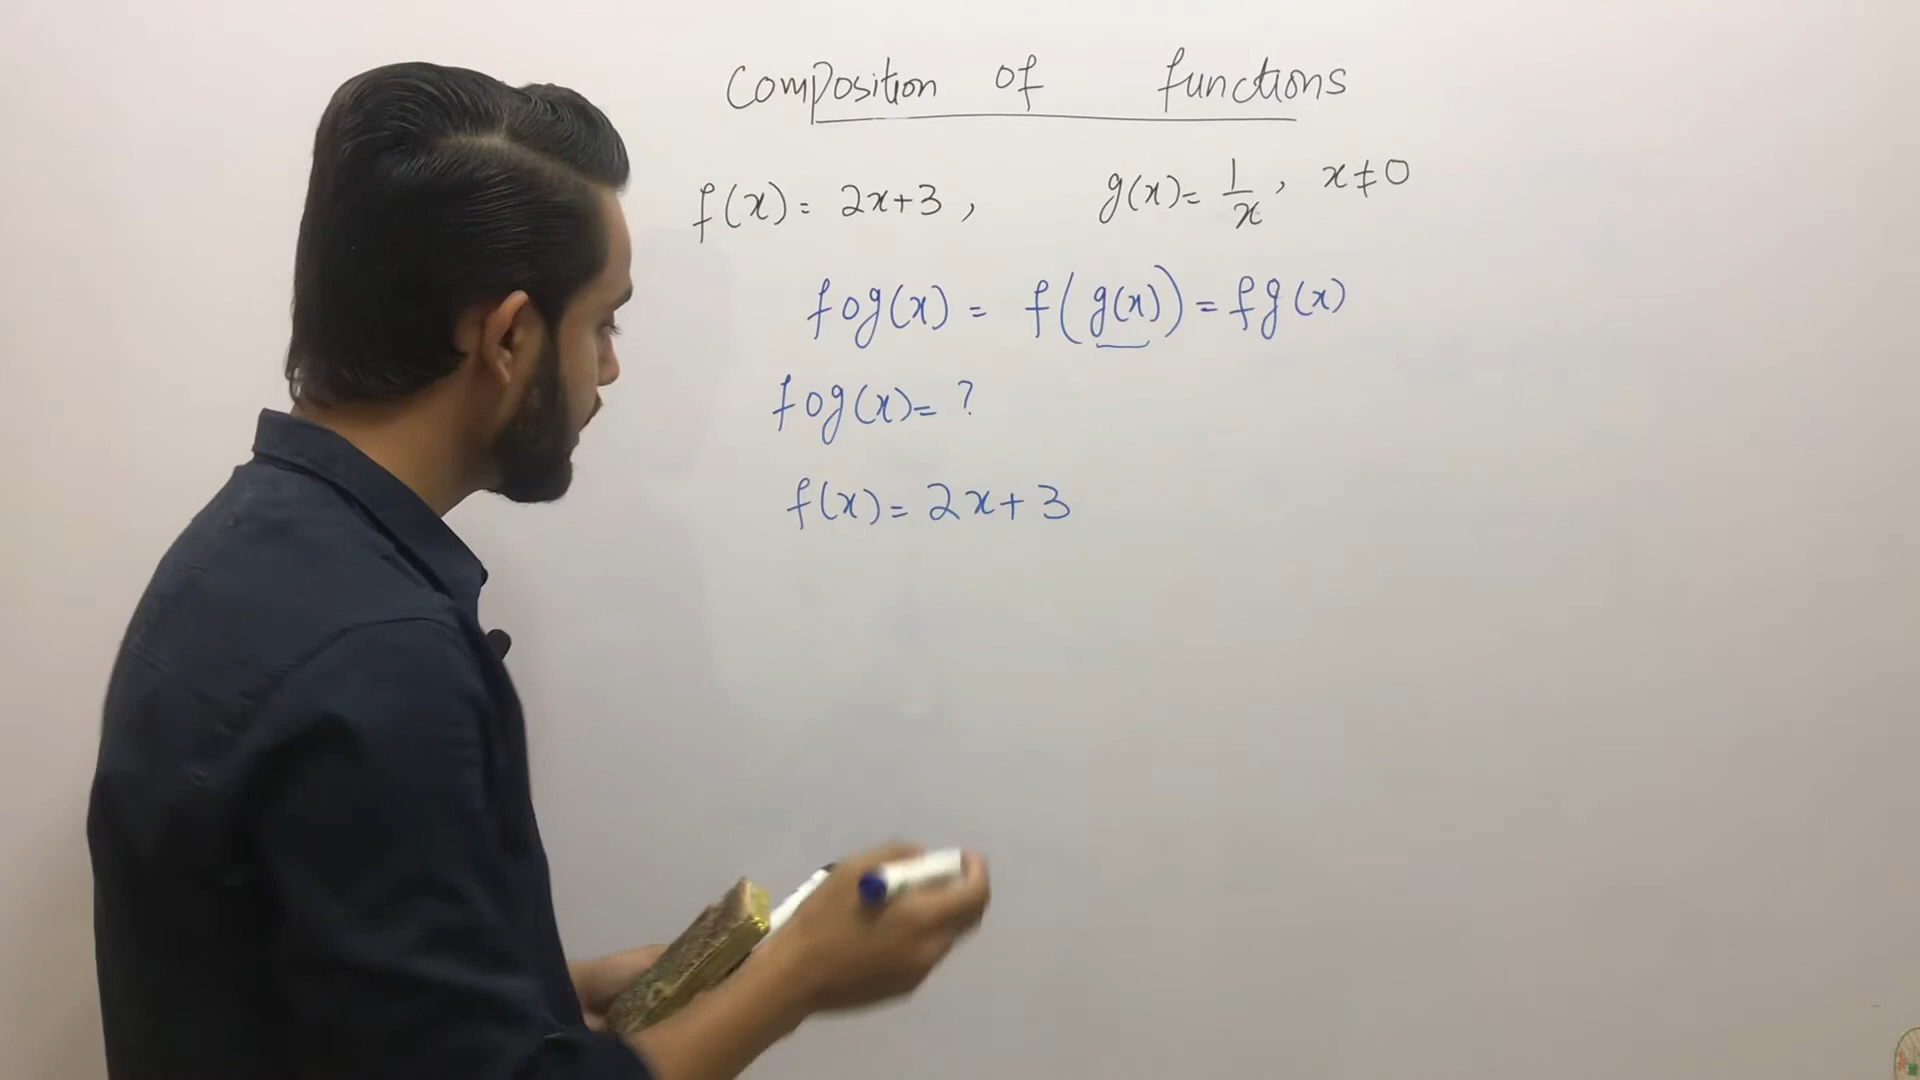 Composition of functions
f(x) = 2x+3 , g(x) = 1/x , x≠0
fog(x) = f(g(x)) = fg(x)
fog(x) = ?
f(x) = 2x+3